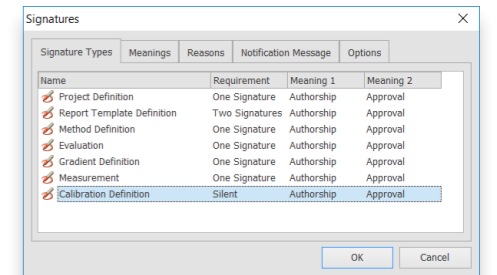 Signatures
Signature Types Meanings Reasons Notification Message Options
Name Requirement Meaning 1 Meaning 2
Project Definition One Signature Authorship Approval
Report Template Definition Two Signatures Authorship Approval
Method Definition One Signature Authorship Approval
Evaluation One Signature Authorship Approval
Gradient Definition One Signature Authorship Approval
Measurement One Signature Authorship Approval
Calibration Definition Silent Authorship Approval
OK Cancel